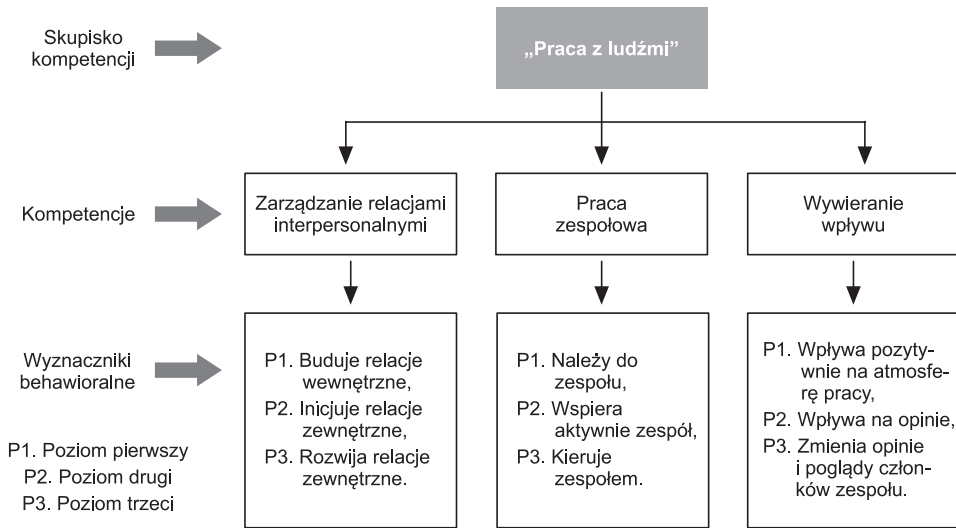 Skupisko
kompetencji
„Praca z ludźmi”
Kompetencje
Zarządzanie relacjami
interpersonalnymi
Praca
zespołowa
Wywieranie
wpływu
Wyznaczniki
behawioralne
P1. Poziom pierwszy
P2. Poziom drugi
P3. Poziom trzeci
P1. Buduje relacje
wewnętrzne,
P2. Inicjuje relacje
zewnętrzne,
P3. Rozwija relacje
zewnętrzne.
P1. Należy do
zespołu,
P2. Wspiera
aktywnie zespół,
P3. Kieruje
zespołem.
P1. Wpływa pozyty-
wnie na atmosfe-
rę pracy,
P2. Wpływa na opinie,
P3. Zmienia opinie
i poglądy człon-
ków zespołu.